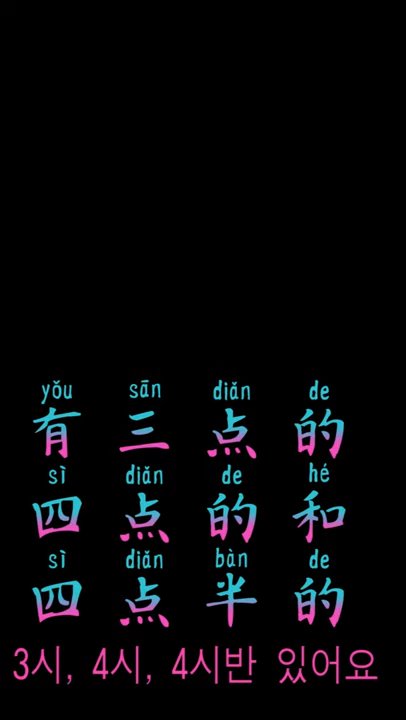 yǒu sān diǎn de
有三点的
sì diǎn de hé
四点的和
sì diǎn bàn de
四点半的
3시, 4시, 4시반 있어요